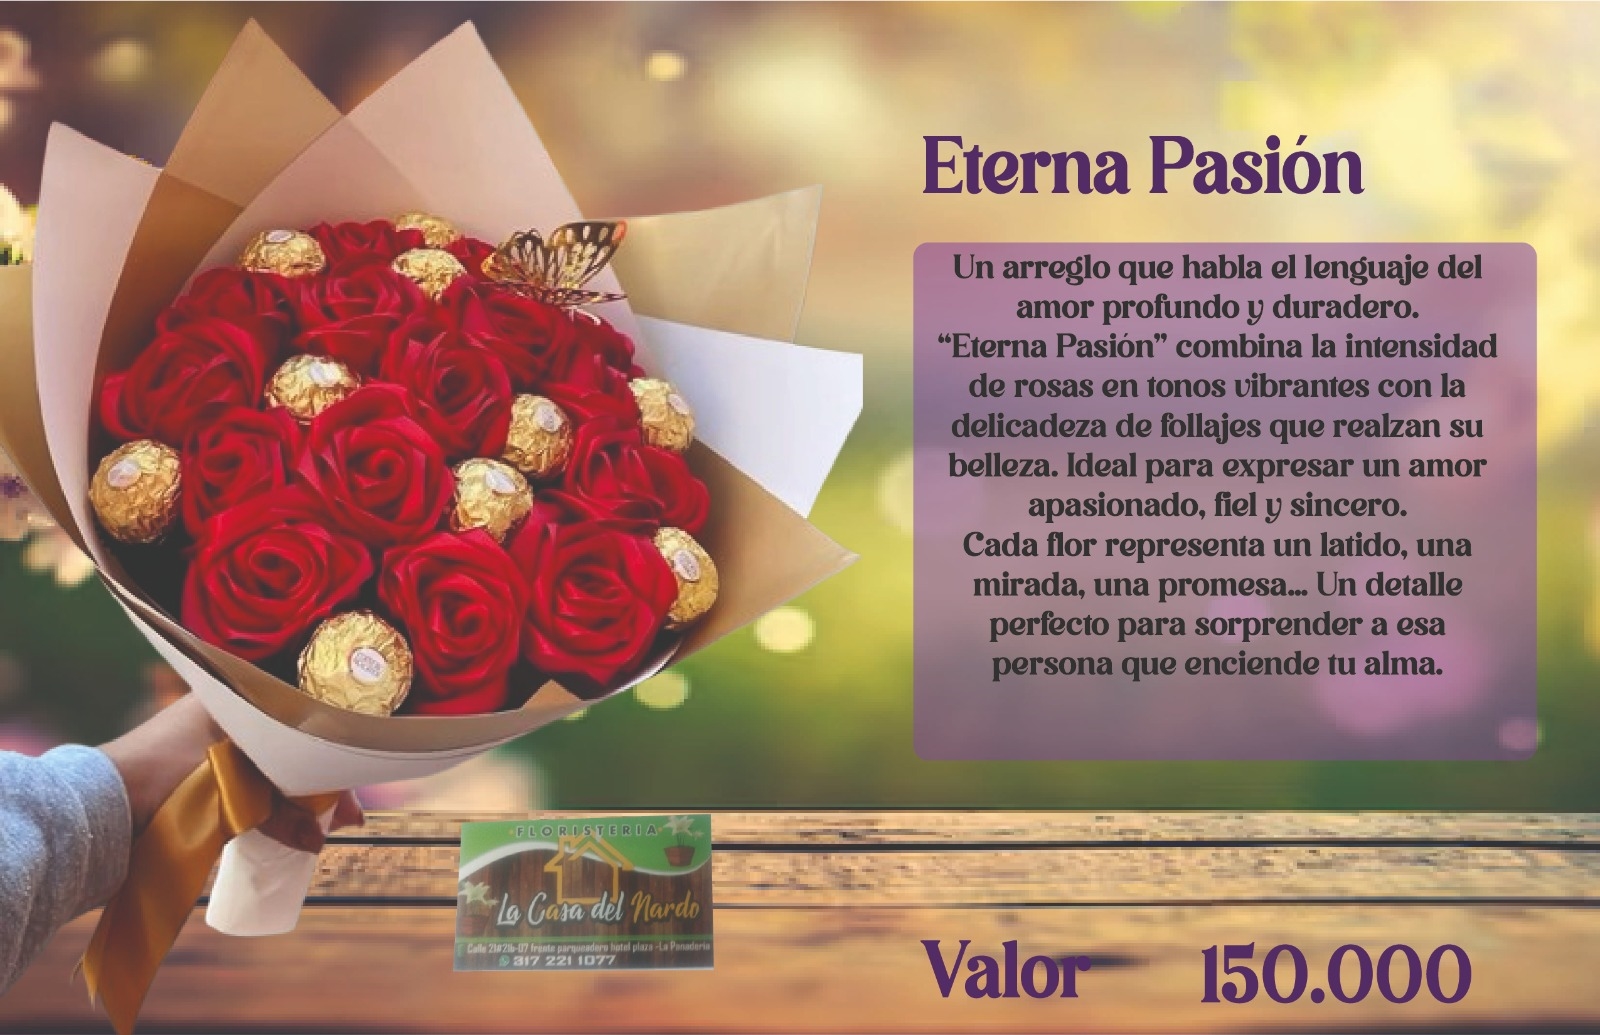 Eterna Pasión
Un arreglo que habla el lenguaje del
amor profundo y duradero.
“Eterna Pasión” combina la intensidad
de rosas en tonos vibrantes con la
delicadeza de follajes que realzan su
belleza. Ideal para expresar un amor
apasionado, fiel y sincero.
Cada flor representa un latido, una
mirada, una promesa... Un detalle
perfecto para sorprender a esa
persona que enciende tu alma.
FLORISTERIA
La Casa del Nardo
Calle 21#21b-07 frente parqueadero hotel plaza -La Panaderia
317 221 1077
Valor 150.000